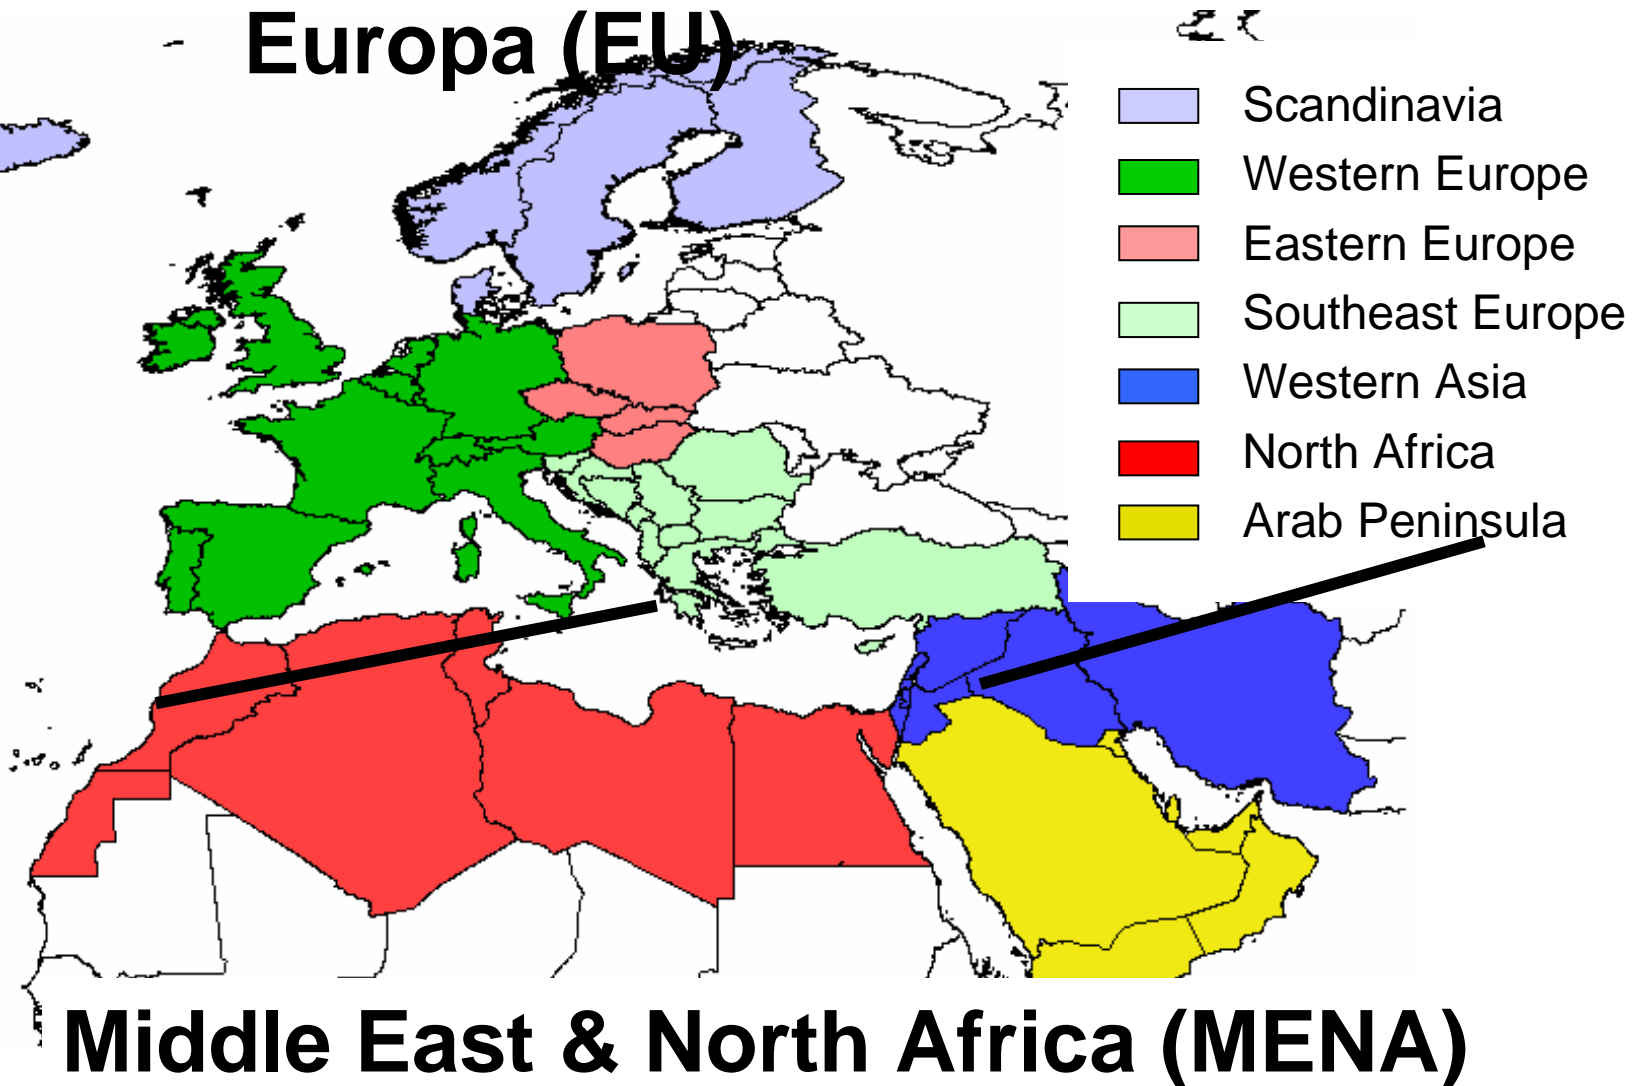 Europa (EU)
Scandinavia
Western Europe
Eastern Europe
Southeast Europe
Western Asia
North Africa
Arab Peninsula
Middle East & North Africa (MENA)